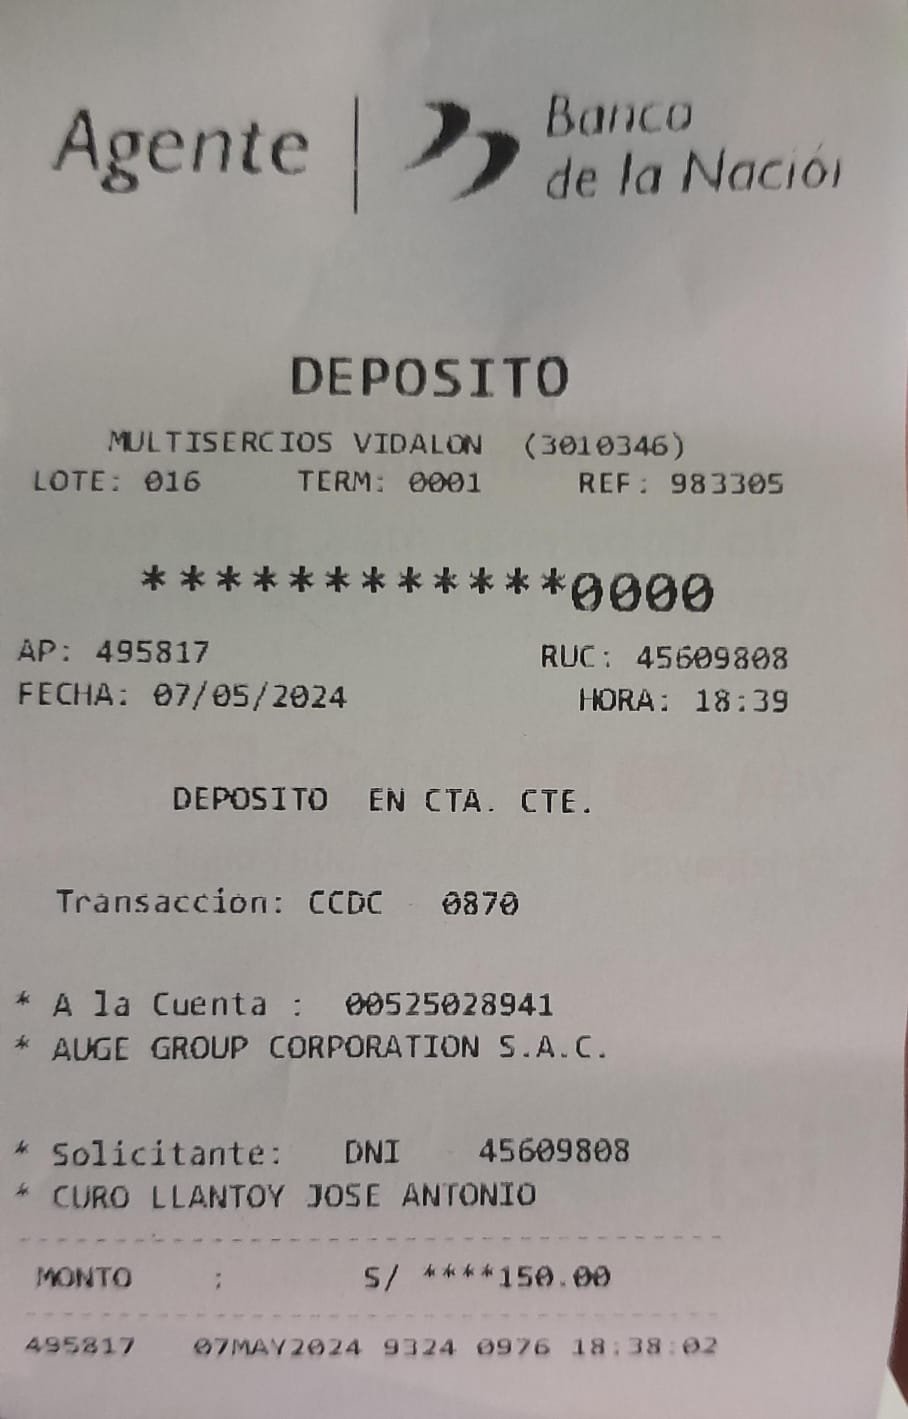 Agente | Banco
de la Nación
DEPOSITO
MULTISERCIOS VIDALON (3010346)
LOTE: 016 TERM: 0001 REF: 983305
************0000
AP: 495817 RUC: 45609808
FECHA: 07/05/2024 HORA: 18:39
DEPOSITO EN CTA. CTE.
Transacción: CCDC 0870
* A la Cuenta : 00525028941
* AUGE GROUP CORPORATION S.A.C.
* Solicitante: DNI 45609808
* CURO LLANTOY JOSE ANTONIO
MONTO : S/ ****150.00
495817 07MAY2024 9324 0976 18:38:02